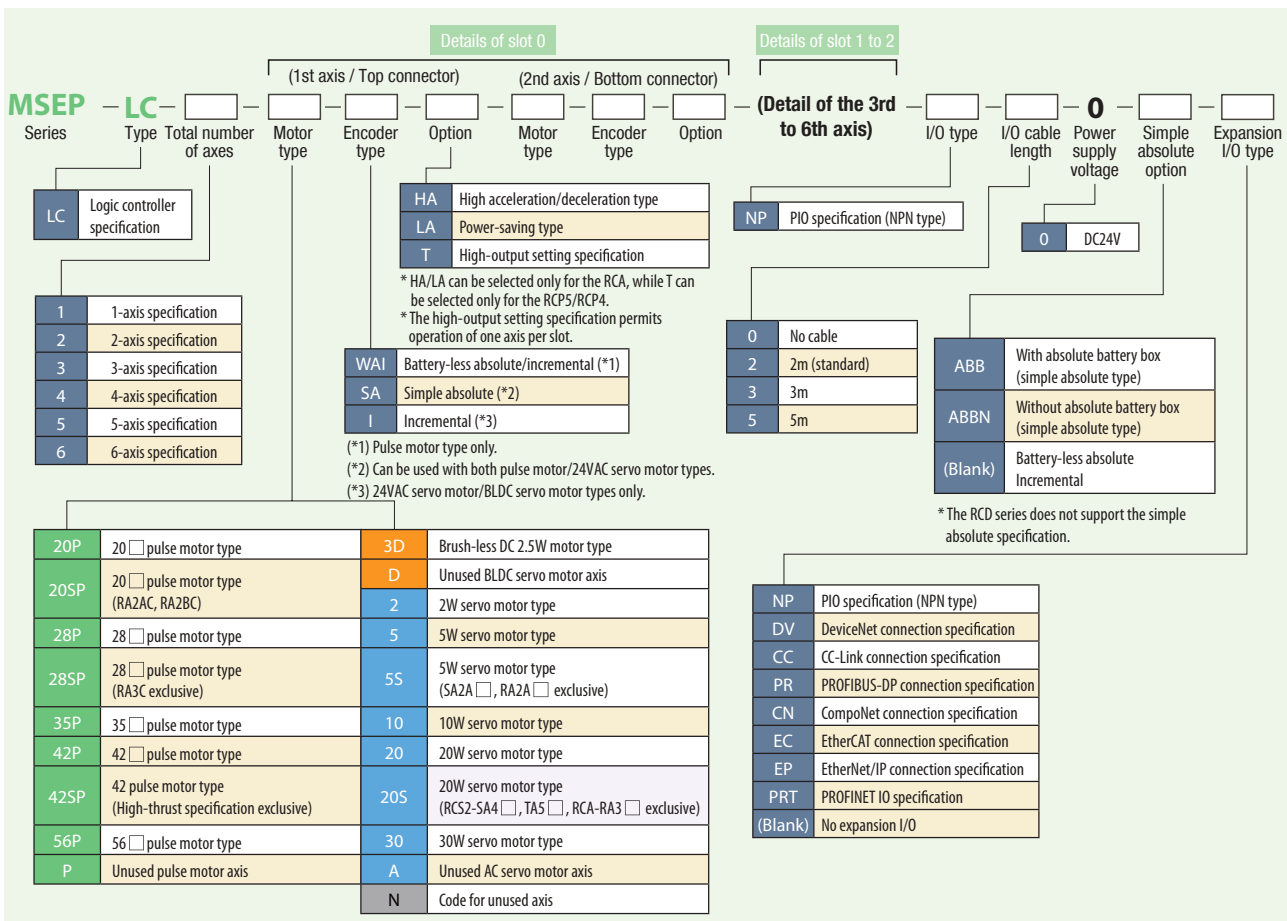 Details of slot 0
Details of slot 1 to 2
(1st axis / Top connector)
(2nd axis / Bottom connector)
MSEP – LC – □ – □ – □ – □ – □ – □ – □ – (Detail of the 3rd to 6th axis) – □ – □ – 0 – □ – □
Series
Type
Total number
of axes
Motor
type
Encoder
type
Option
Motor
type
Encoder
type
Option
I/O type
I/O cable
length
Power
supply
voltage
Simple
absolute
option
Expansion
I/O type
LC Logic controller
specification
1 1-axis specification
2 2-axis specification
3 3-axis specification
4 4-axis specification
5 5-axis specification
6 6-axis specification
HA High acceleration/deceleration type
LA Power-saving type
T High-output setting specification
* HA/LA can be selected only for the RCA, while T can
be selected only for the RCP5/RCP4.
* The high-output setting specification permits
operation of one axis per slot.
WAI Battery-less absolute/incremental (*1)
SA Simple absolute (*2)
I Incremental (*3)
(*1) Pulse motor type only.
(*2) Can be used with both pulse motor/24VAC servo motor types.
(*3) 24VAC servo motor/BLDC servo motor types only.
NP PIO specification (NPN type)
0 DC24V
0 No cable
2 2m (standard)
3 3m
5 5m
ABB With absolute battery box
(simple absolute type)
ABBN Without absolute battery box
(simple absolute type)
(Blank) Battery-less absolute
Incremental
* The RCD series does not support the simple
absolute specification.
20P 20 □ pulse motor type
20SP 20 □ pulse motor type
(RA2AC, RA2BC)
28P 28 □ pulse motor type
28SP 28 □ pulse motor type
(RA3C exclusive)
35P 35 □ pulse motor type
42P 42 □ pulse motor type
42SP 42 pulse motor type
(High-thrust specification exclusive)
56P 56 □ pulse motor type
P Unused pulse motor axis
3D Brush-less DC 2.5W motor type
D Unused BLDC servo motor axis
2 2W servo motor type
5 5W servo motor type
5S 5W servo motor type
(SA2A □ , RA2A □ exclusive)
10 10W servo motor type
20 20W servo motor type
20S 20W servo motor type
(RCS2-SA4 □ , TA5 □ , RCA-RA3 □ exclusive)
30 30W servo motor type
A Unused AC servo motor axis
N Code for unused axis
NP PIO specification (NPN type)
DV DeviceNet connection specification
CC CC-Link connection specification
PR PROFIBUS-DP connection specification
CN CompoNet connection specification
EC EtherCAT connection specification
EP EtherNet/IP connection specification
PRT PROFINET IO specification
(Blank) No expansion I/O